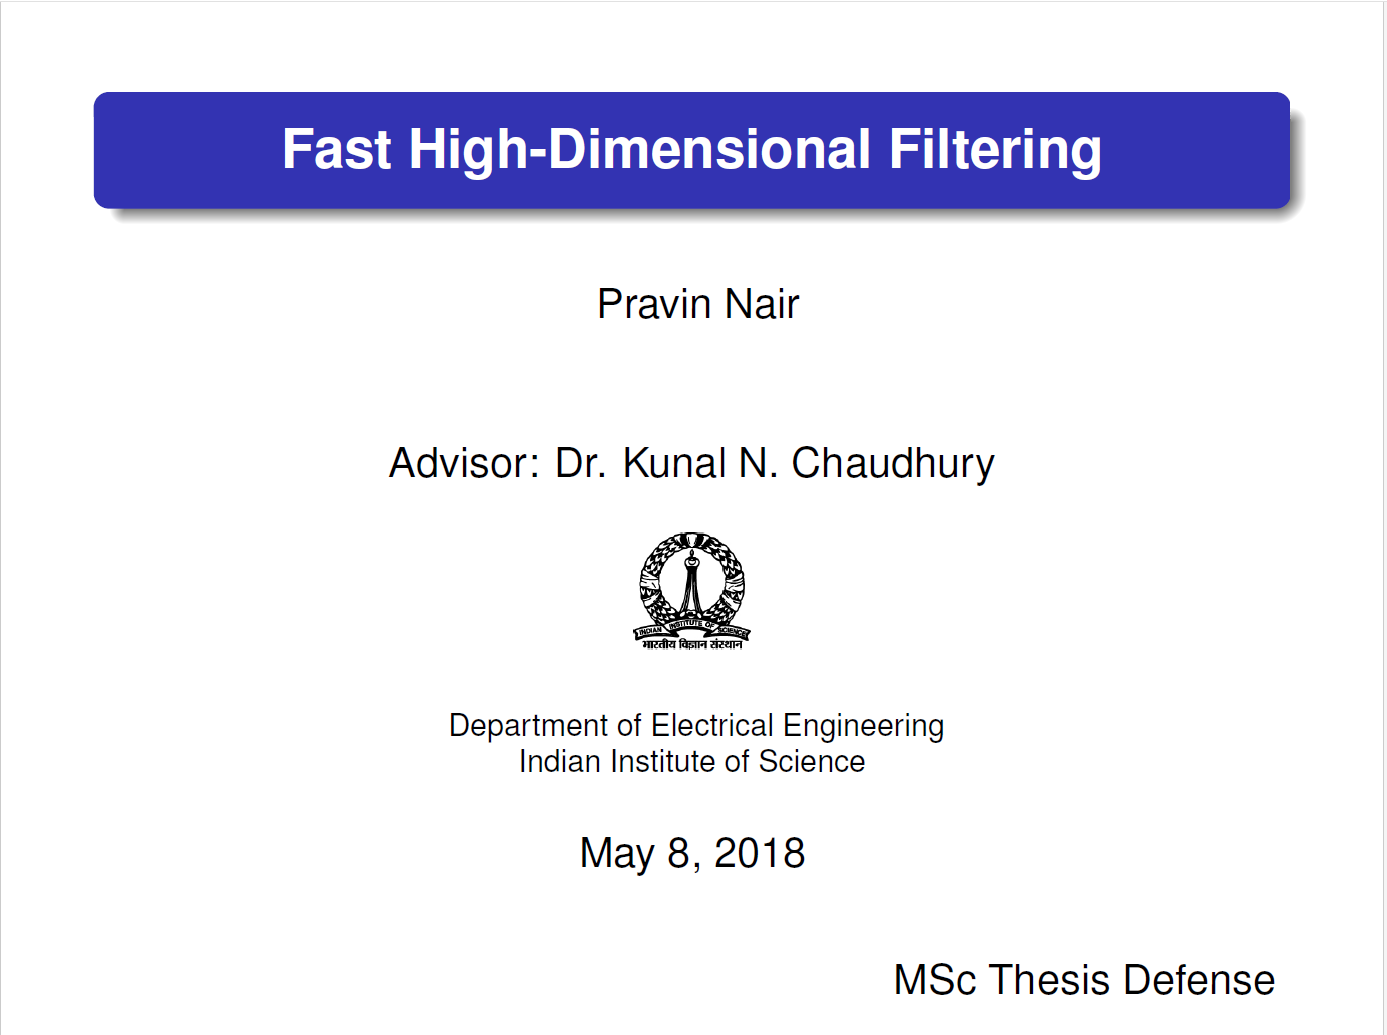 Fast High-Dimensional Filtering
Pravin Nair
Advisor: Dr. Kunal N. Chaudhury
INDIAN INSTITUTE OF SCIENCE
भारतीय विज्ञान संस्थान
Department of Electrical Engineering
Indian Institute of Science
May 8, 2018
MSc Thesis Defense